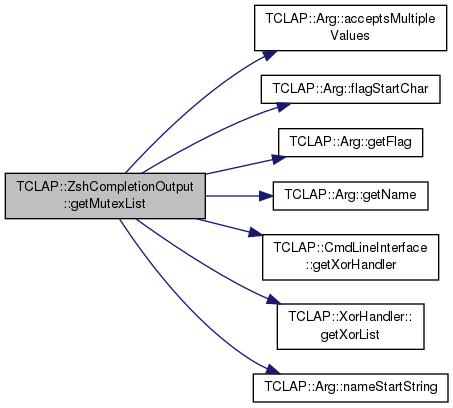 TCLAP::Arg::acceptsMultiple
Values
TCLAP::Arg::flagStartChar
TCLAP::Arg::getFlag
TCLAP::ZshCompletionOutput
::getMutexList
TCLAP::Arg::getName
TCLAP::CmdLineInterface
::getXorHandler
TCLAP::XorHandler::
getXorList
TCLAP::Arg::nameStartString